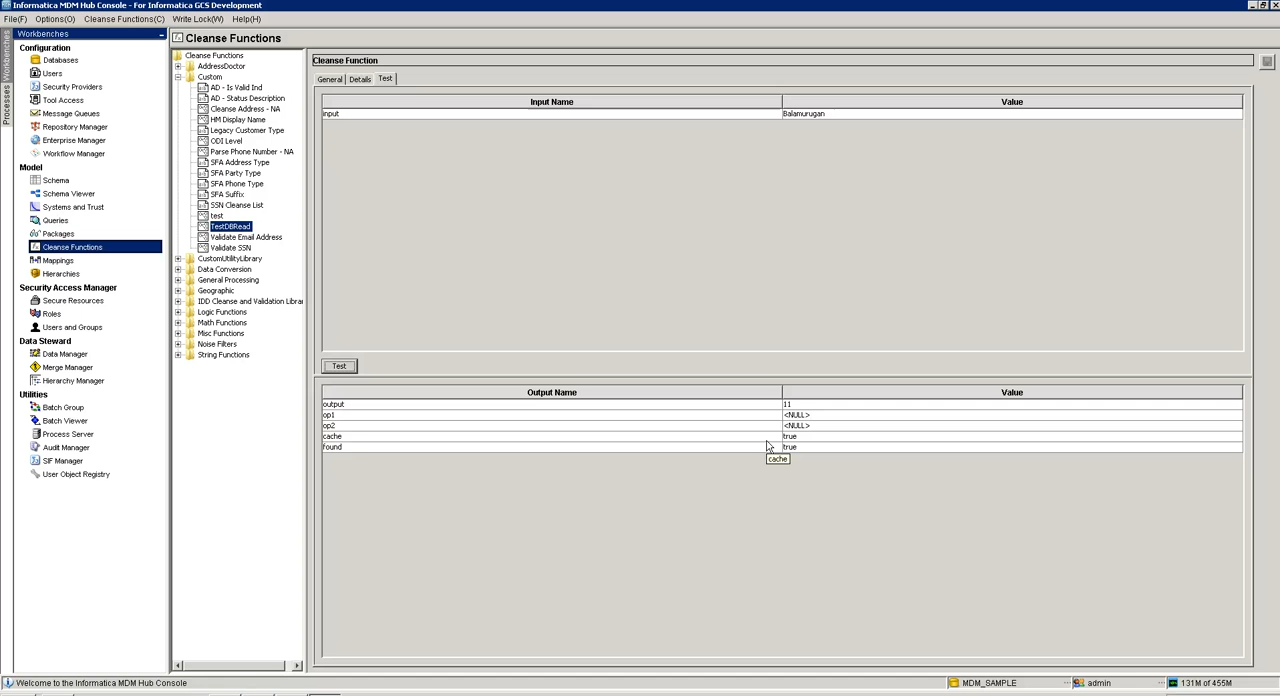 Informatica MDM Hub Console - For Informatica GCS Development
File(F) Options(O) Cleanse Functions(C) Write Lock(W) Help(H)
Processes Workbenches
Workbenches
Configuration
Databases
Users
Security Providers
Tool Access
Message Queues
Repository Manager
Enterprise Manager
Workflow Manager
Model
Schema
Schema Viewer
Systems and Trust
Queries
Packages
Cleanse Functions
Mappings
Hierarchies
Security Access Manager
Secure Resources
Roles
Users and Groups
Data Steward
Data Manager
Merge Manager
Hierarchy Manager
Utilities
Batch Group
Batch Viewer
Process Server
Audit Manager
SIF Manager
User Object Registry
Cleanse Functions
Cleanse Functions
AddressDoctor
Custom
AD - Is Valid Ind
AD - Status Description
Cleanse Address - NA
HM Display Name
Legacy Customer Type
ODI Level
Parse Phone Number - NA
SFA Address Type
SFA Party Type
SFA Phone Type
SFA Suffix
SSN Cleanse List
test
TestDBRead
Validate Email Address
Validate SSN
CustomUtilityLibrary
Data Conversion
General Processing
Geographic
IDD Cleanse and Validation Librar
Logic Functions
Math Functions
Misc Functions
Noise Filters
String Functions
Cleanse Function
General Details Test
Input Name Value
input Balamurugan
Test
Output Name Value
output 11
op1 <NULL>
op2 <NULL>
cache true
found true
cache
Welcome to the Informatica MDM Hub Console
MDM_SAMPLE
admin
131M of 455M